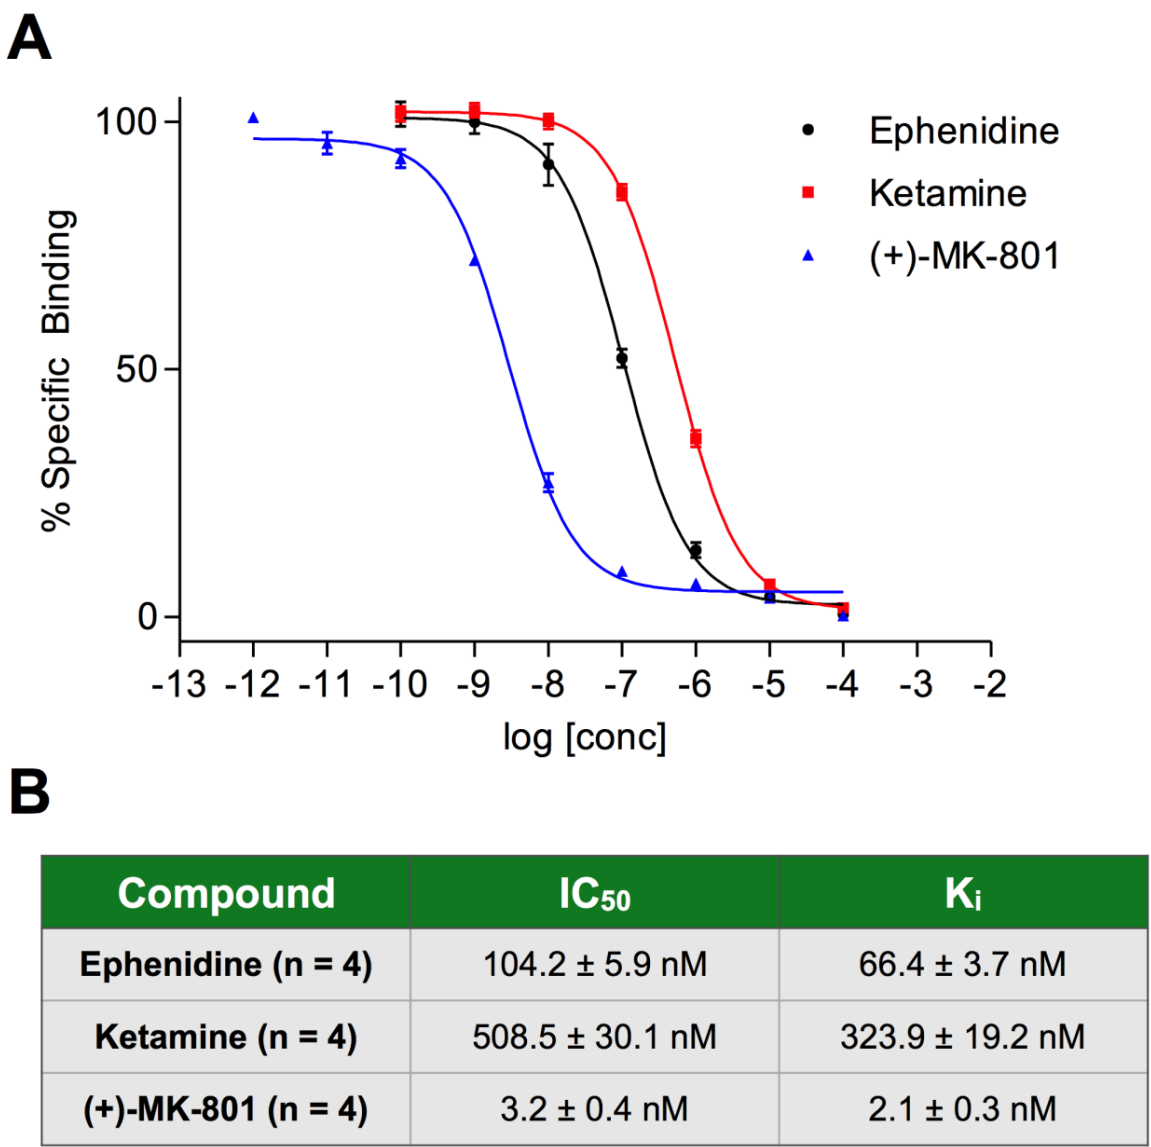 A
100
50
0
% Specific Binding
Ephenidine
Ketamine
(+)-MK-801
-13 -12 -11 -10 -9 -8 -7 -6 -5 -4 -3 -2
log [conc]
B
Compound IC50 Ki
Ephenidine (n = 4) 104.2 ± 5.9 nM 66.4 ± 3.7 nM
Ketamine (n = 4) 508.5 ± 30.1 nM 323.9 ± 19.2 nM
(+)-MK-801 (n = 4) 3.2 ± 0.4 nM 2.1 ± 0.3 nM